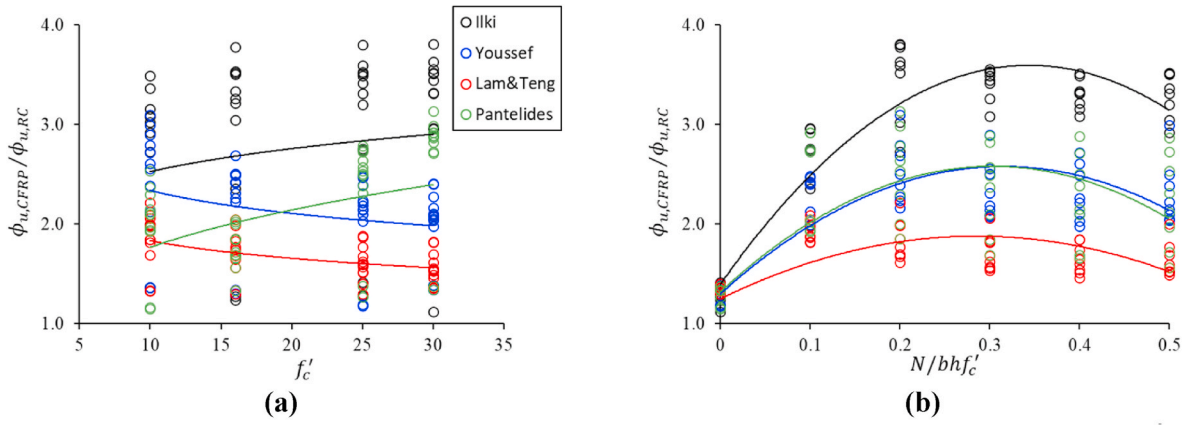 4.0
3.0
2.0
1.0
5
10
15
20
25
30
35
ϕu,CFRP/ϕu,RC
f′c
Ilki
Youssef
Lam&Teng
Pantelides
(a)
4.0
3.0
2.0
1.0
0
0.1
0.2
0.3
0.4
0.5
ϕu,CFRP/ϕu,RC
N/bhf′c
(b)